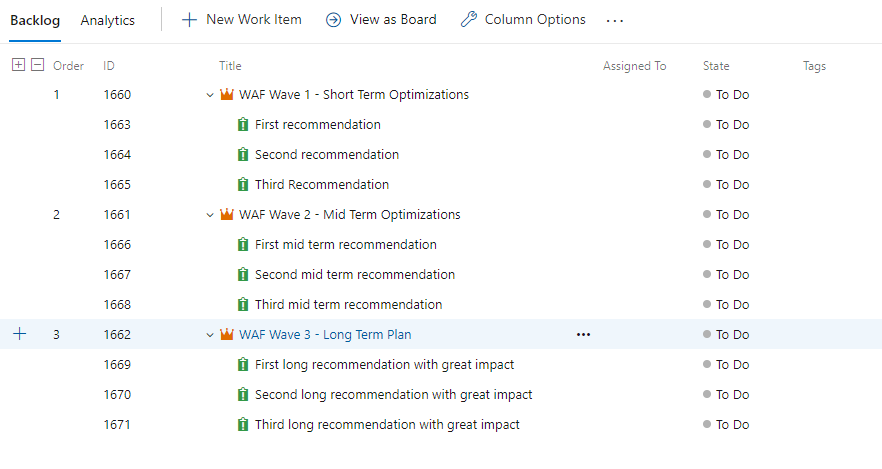 Backlog Analytics New Work Item View as Board Column Options ...
Order ID Title Assigned To State Tags
1 1660 WAF Wave 1 - Short Term Optimizations To Do
1663 First recommendation To Do
1664 Second recommendation To Do
1665 Third Recommendation To Do
2 1661 WAF Wave 2 - Mid Term Optimizations To Do
1666 First mid term recommendation To Do
1667 Second mid term recommendation To Do
1668 Third mid term recommendation To Do
3 1662 WAF Wave 3 - Long Term Plan ... To Do
1669 First long recommendation with great impact To Do
1670 Second long recommendation with great impact To Do
1671 Third long recommendation with great impact To Do